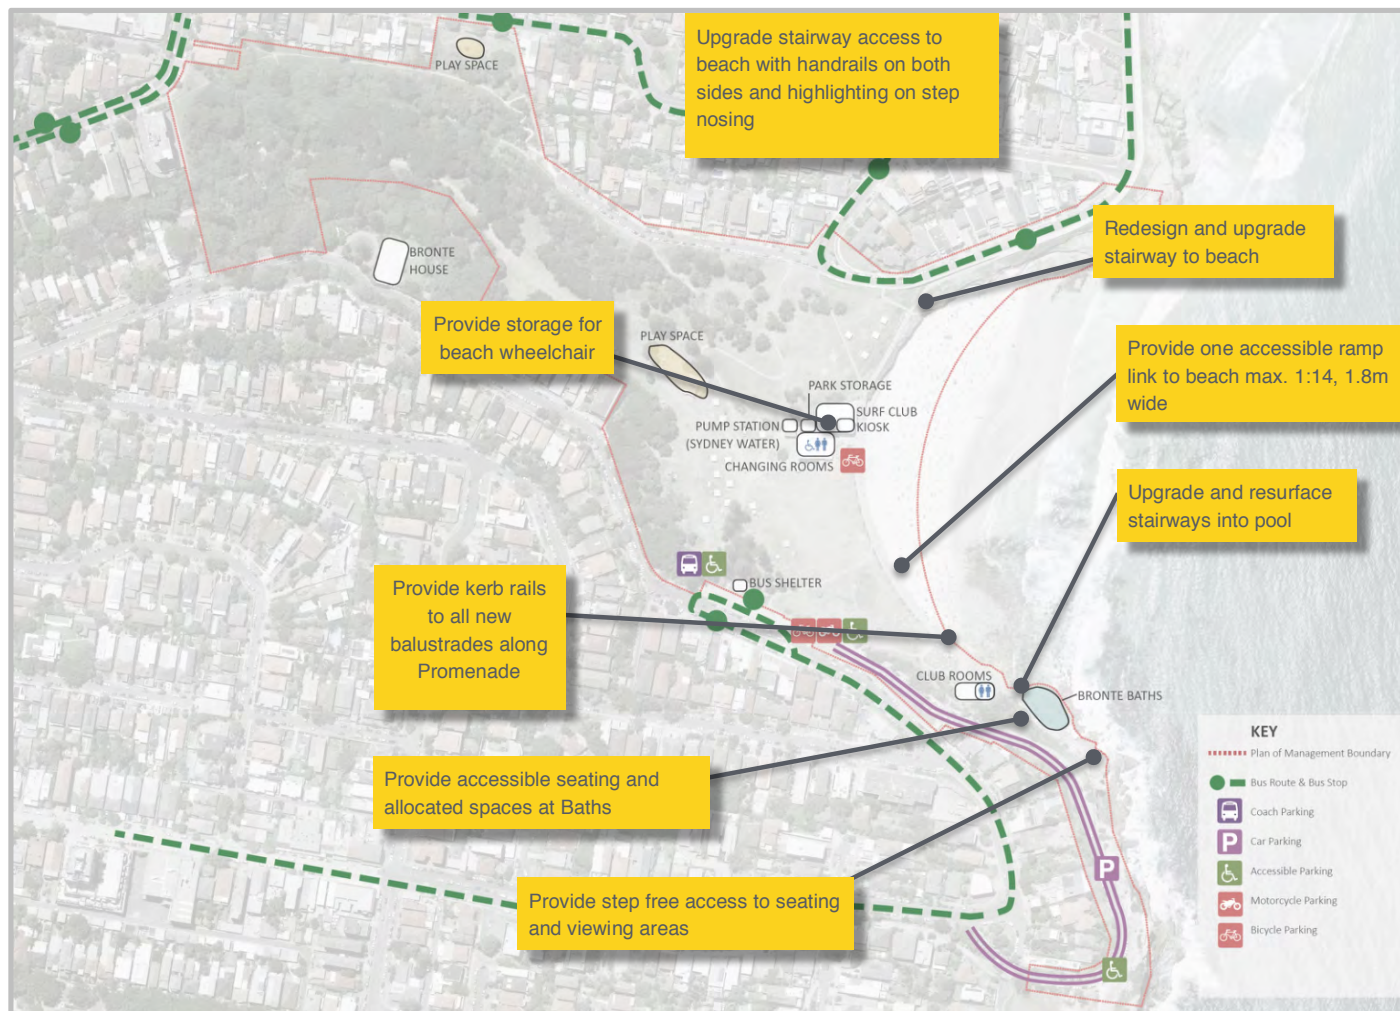 Upgrade stairway access to
beach with handrails on both
sides and highlighting on step
nosing
PLAY SPACE
Redesign and upgrade
stairway to beach
BRONTE
HOUSE
Provide storage for
beach wheelchair
PLAY SPACE
Provide one accessible ramp
link to beach max. 1:14, 1.8m
wide
PARK STORAGE
SURF CLUB
KIOSK
PUMP STATION
(SYDNEY WATER)
CHANGING ROOMS
Upgrade and resurface
stairways into pool
BUS SHELTER
Provide kerb rails
to all new
balustrades along
Promenade
CLUB ROOMS
BRONTE BATHS
Provide accessible seating and
allocated spaces at Baths
Provide step free access to seating
and viewing areas
P
KEY
Plan of Management Boundary
Bus Route & Bus Stop
Coach Parking
P
Car Parking
Accessible Parking
Motorcycle Parking
Bicycle Parking